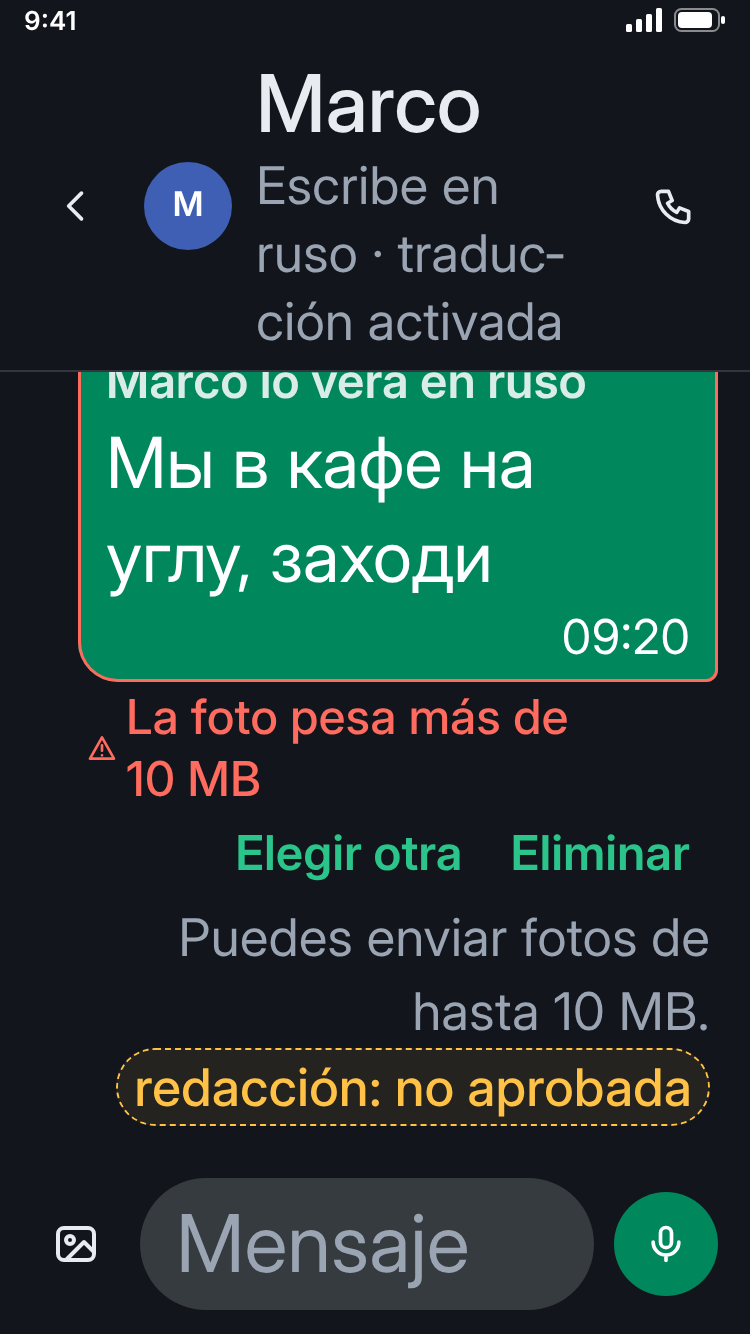 9:41
Marco
M
Escribe en
ruso · traduc-
ción activada
Marco lo verá en ruso
Мы в кафе на
углу, заходи
09:20
La foto pesa más de
10 MB
Elegir otra Eliminar
Puedes enviar fotos de
hasta 10 MB.
redacción: no aprobada
Mensaje